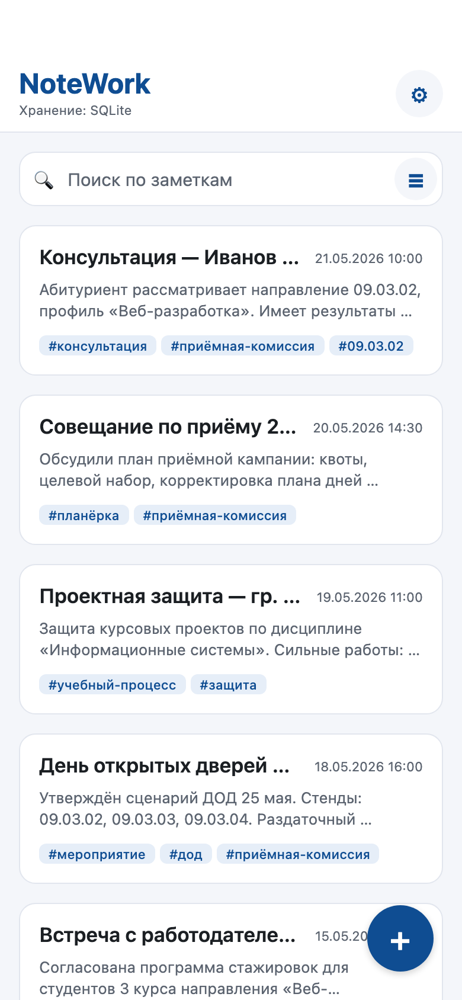 NoteWork
Хранение: SQLite
Поиск по заметкам
Консультация — Иванов ... 21.05.2026 10:00
Абитуриент рассматривает направление 09.03.02,
профиль «Веб-разработка». Имеет результаты ...
#консультация #приёмная-комиссия #09.03.02
Совещание по приёму 2... 20.05.2026 14:30
Обсудили план приёмной кампании: квоты,
целевой набор, корректировка плана дней ...
#планёрка #приёмная-комиссия
Проектная защита — гр. ... 19.05.2026 11:00
Защита курсовых проектов по дисциплине
«Информационные системы». Сильные работы: ...
#учебный-процесс #защита
День открытых дверей ... 18.05.2026 16:00
Утверждён сценарий ДОД 25 мая. Стенды:
09.03.02, 09.03.03, 09.03.04. Раздаточный ...
#мероприятие #дод #приёмная-комиссия
Встреча с работодателе... 15.05.20
Согласована программа стажировок для
студентов 3 курса направления «Веб-...